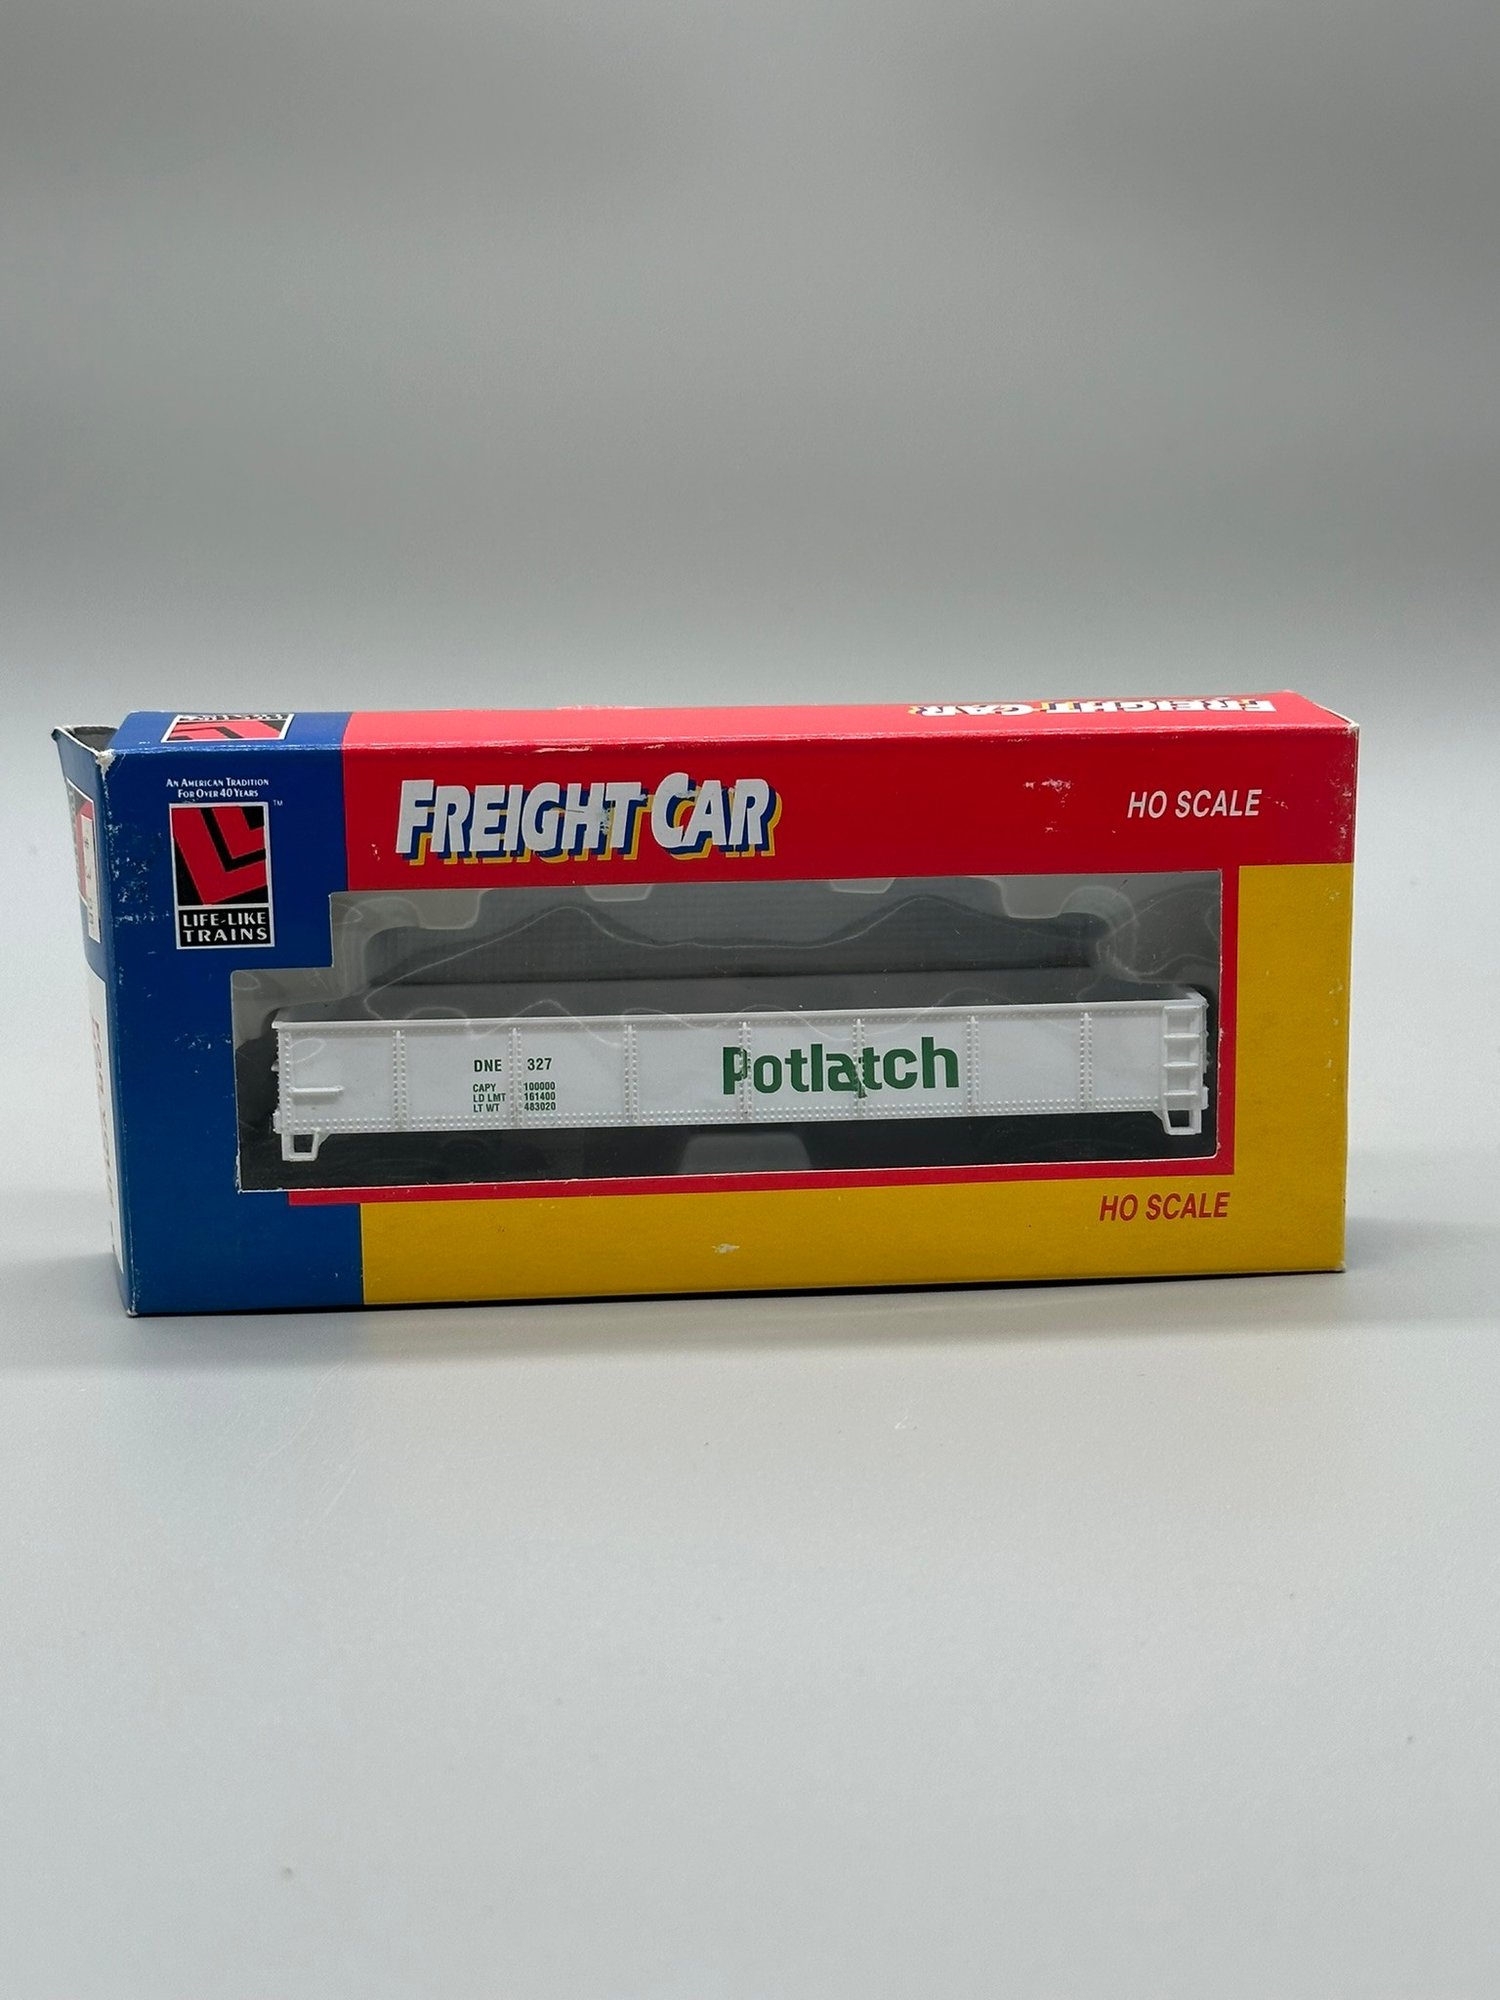 FREIGHT CAR
AN AMERICAN TRADITION
FOR OVER 40 YEARS
TM
LIFE-LIKE
TRAINS
FREIGHT CAR
HO SCALE
DNE 327
CAPY 100000
LD LMT 161400
LT WT 483020
Potlatch
HO SCALE